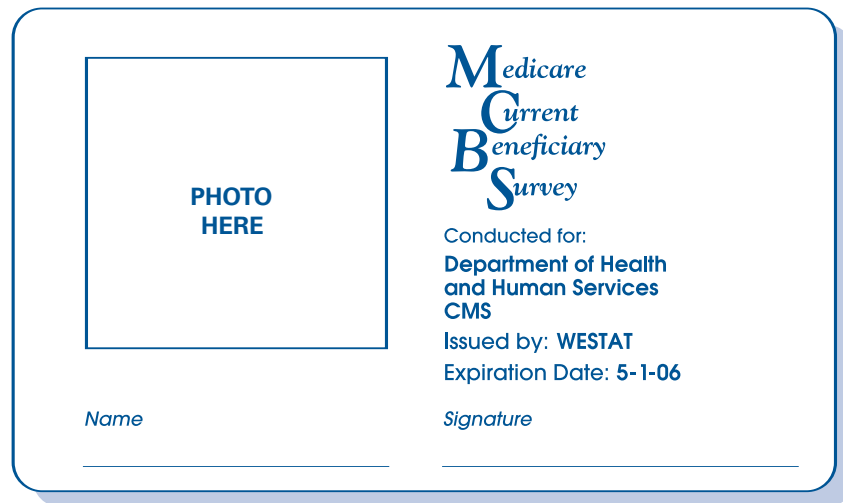 PHOTO
HERE
Medicare
Current
Beneficiary
Survey
Conducted for:
Department of Health
and Human Services
CMS
Issued by: WESTAT
Expiration Date: 5-1-06
Name
Signature